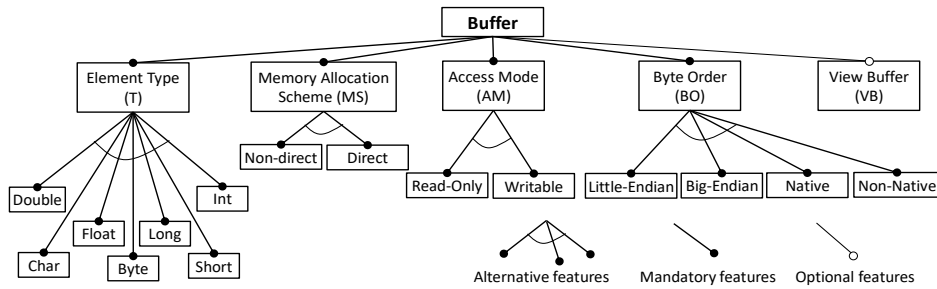 Buffer
Element Type
(T)
Memory Allocation
Scheme (MS)
Access Mode
(AM)
Byte Order
(BO)
View Buffer
(VB)
Non-direct
Direct
Double
Int
Read-Only
Writable
Little-Endian
Big-Endian
Native
Non-Native
Float
Long
Char
Byte
Short
Alternative features
Mandatory features
Optional features